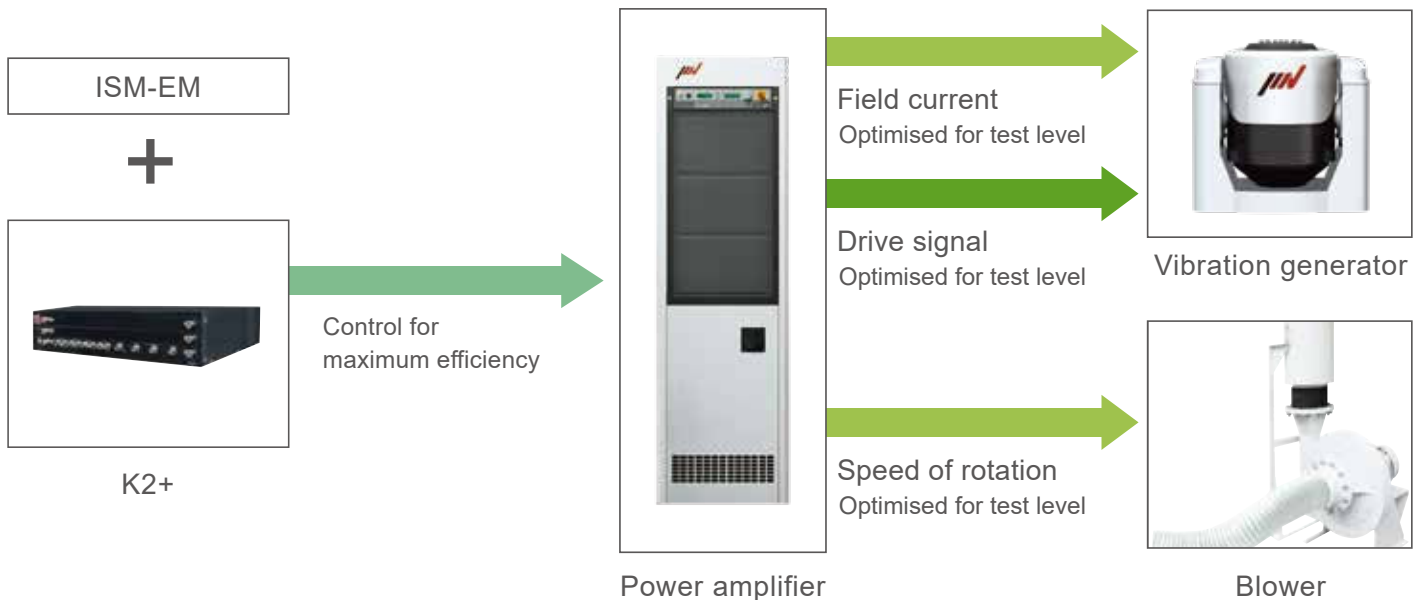 ISM-EM
+
K2+
Control for
maximum efficiency
Power amplifier
Field current
Optimised for test level
Drive signal
Optimised for test level
Speed of rotation
Optimised for test level
Vibration generator
Blower